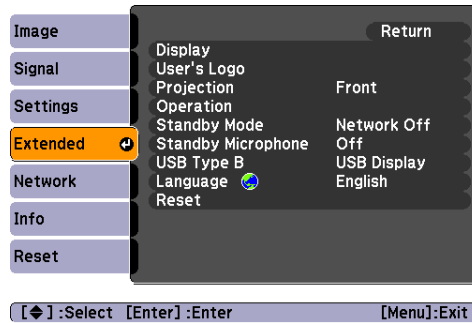 Image
Signal
Settings
Extended
Network
Info
Reset
Return
Display
User's Logo
Projection Front
Operation
Standby Mode Network Off
Standby Microphone Off
USB Type B USB Display
Language English
Reset
[ ] :Select [Enter] :Enter [Menu]:Exit